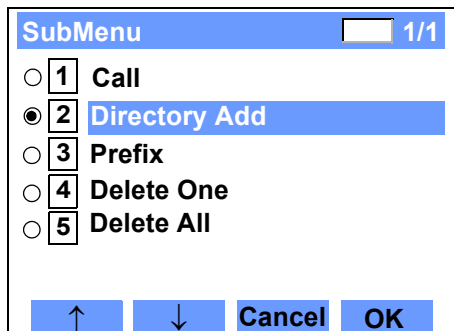 SubMenu 1/1
1 Call
2 Directory Add
3 Prefix
4 Delete One
5 Delete All
↑ ↓ Cancel OK